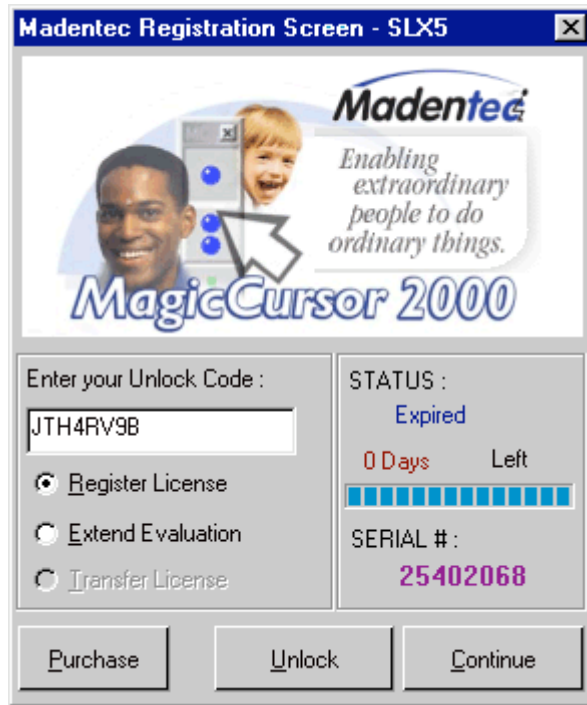 Madentec Registration Screen - SLX5
Madentec
Enabling
extraordinary
people to do
ordinary things.
MagicCursor 2000
Enter your Unlock Code :
JTH4RV9B
Register License
Extend Evaluation
Transfer License
STATUS :
Expired
0 Days Left
SERIAL # :
25402068
Purchase
Unlock
Continue